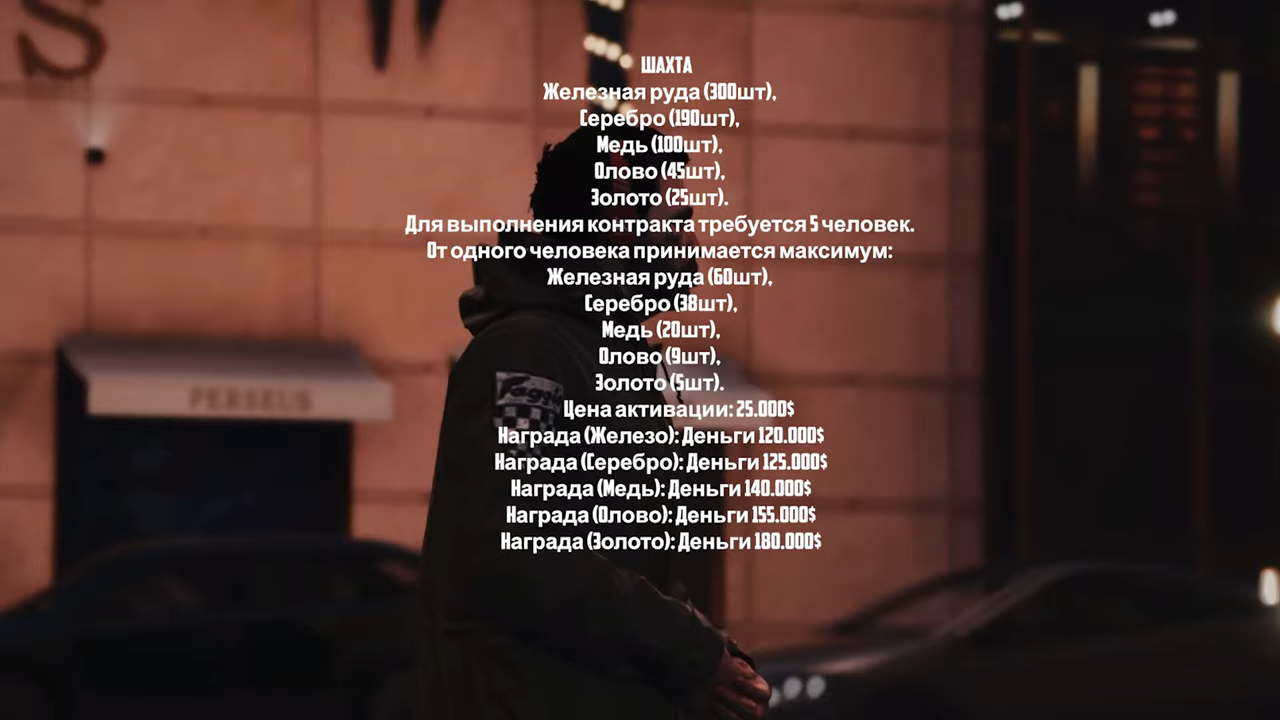 ШАХТА
Железная руда (300шт),
Серебро (190шт),
Медь (100шт),
Олово (45шт),
Золото (25шт).
Для выполнения контракта требуется 5 человек.
От одного человека принимается максимум:
Железная руда (60шт),
Серебро (38шт),
Медь (20шт),
Олово (9шт),
Золото (5шт).
Цена активации: 25.000$
Награда (Железо): Деньги 120.000$
Награда (Серебро): Деньги 125.000$
Награда (Медь): Деньги 140.000$
Награда (Олово): Деньги 155.000$
Награда (Золото): Деньги 180.000$
PERSEUS